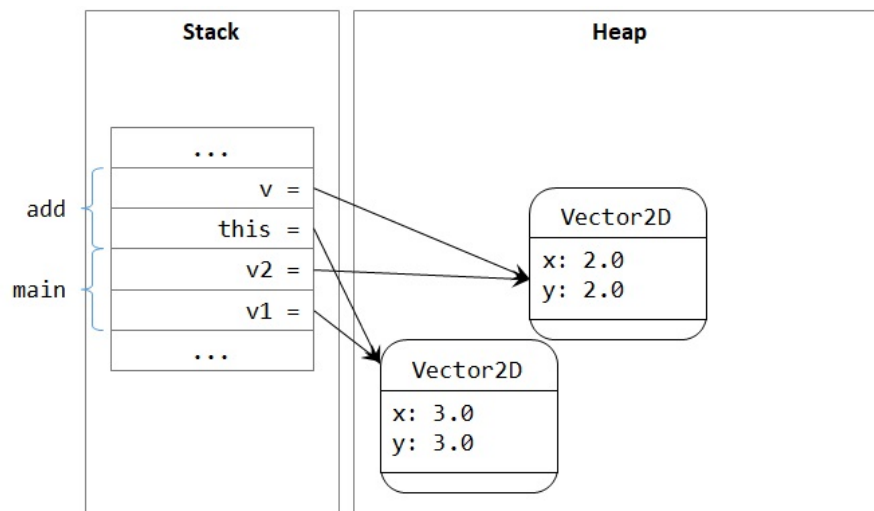 Stack
Heap
...
add
v =
this =
main
v2 =
v1 =
...
Vector2D
x: 2.0
y: 2.0
Vector2D
x: 3.0
y: 3.0